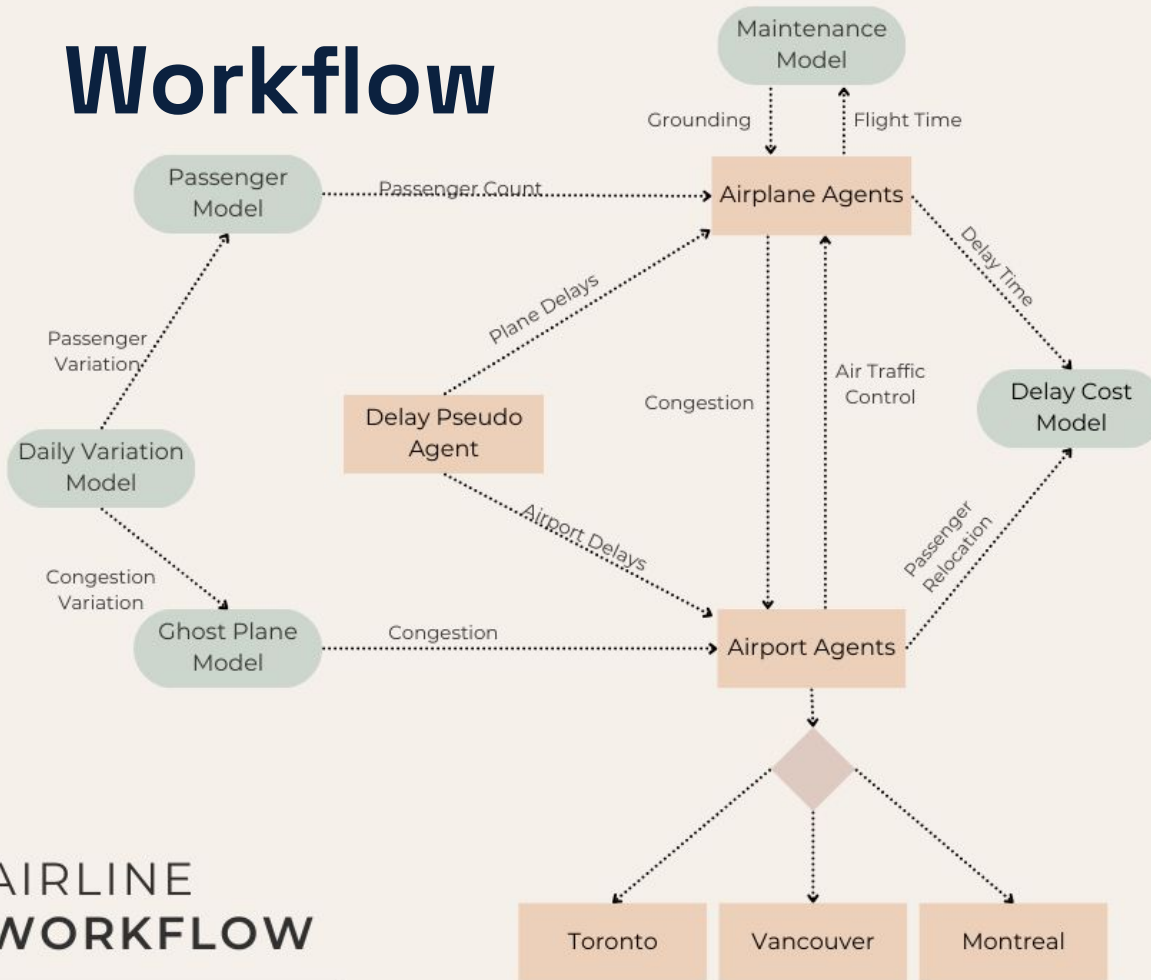 Workflow
Maintenance
Model
Grounding
Flight Time
Passenger
Model
Passenger Count
Airplane Agents
Delay Time
Plane Delays
Passenger
Variation
Congestion
Air Traffic
Control
Delay Cost
Model
Delay Pseudo
Agent
Daily Variation
Model
Airport Delays
Passenger
Relocation
Congestion
Variation
Ghost Plane
Model
Congestion
Airport Agents
AIRLINE
WORKFLOW
Toronto
Vancouver
Montreal